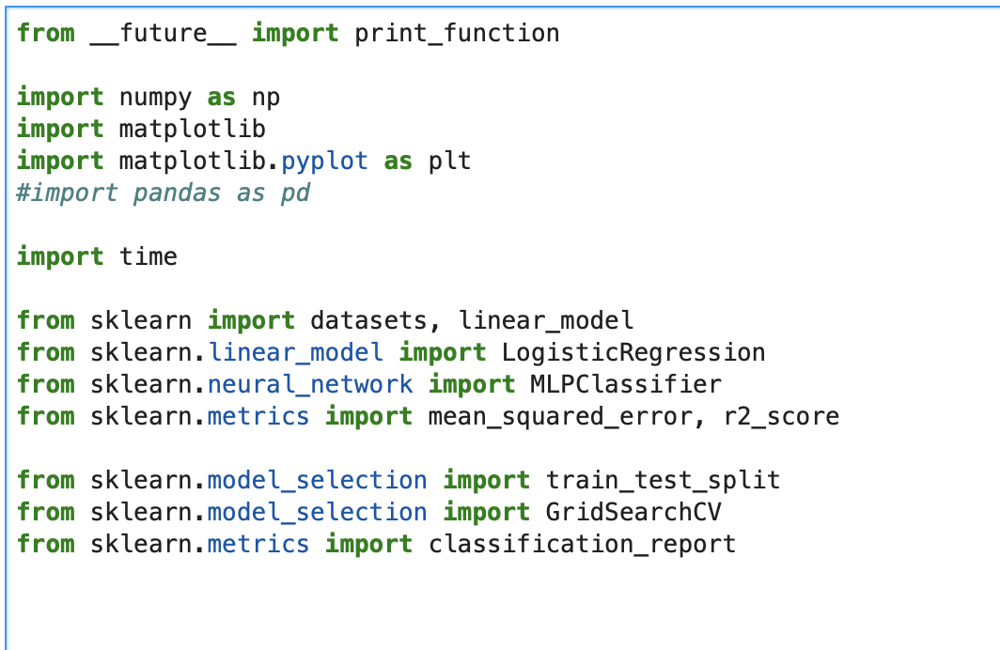 from __future__ import print_function
import numpy as np
import matplotlib
import matplotlib.pyplot as plt
#import pandas as pd
import time
from sklearn import datasets, linear_model
from sklearn.linear_model import LogisticRegression
from sklearn.neural_network import MLPClassifier
from sklearn.metrics import mean_squared_error, r2_score
from sklearn.model_selection import train_test_split
from sklearn.model_selection import GridSearchCV
from sklearn.metrics import classification_report